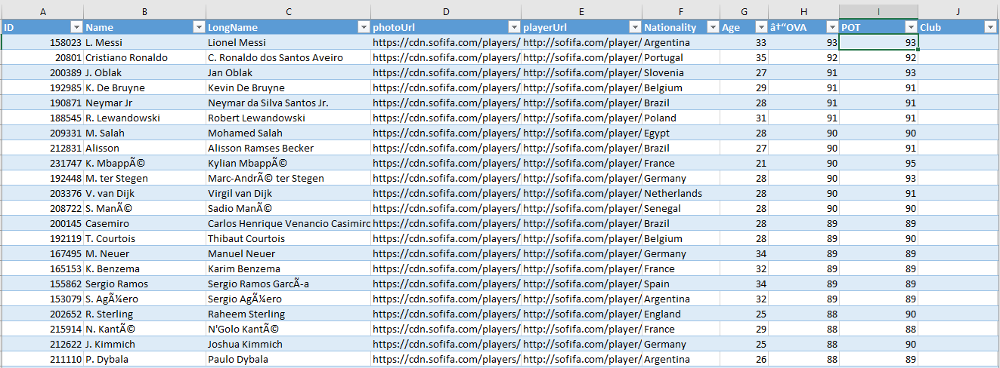 A B C D E F G H I J
ID Name LongName photoUrl playerUrl Nationality Age â†“OVA POT Club
158023 L. Messi Lionel Messi https://cdn.sofifa.com/players/ http://sofifa.com/player/ Argentina 33 93 93
20801 Cristiano Ronaldo C. Ronaldo dos Santos Aveiro https://cdn.sofifa.com/players/ http://sofifa.com/player/ Portugal 35 92 92
200389 J. Oblak Jan Oblak https://cdn.sofifa.com/players/ http://sofifa.com/player/ Slovenia 27 91 93
192985 K. De Bruyne Kevin De Bruyne https://cdn.sofifa.com/players/ http://sofifa.com/player/ Belgium 29 91 91
190871 Neymar Jr Neymar da Silva Santos Jr. https://cdn.sofifa.com/players/ http://sofifa.com/player/ Brazil 28 91 91
188545 R. Lewandowski Robert Lewandowski https://cdn.sofifa.com/players/ http://sofifa.com/player/ Poland 31 91 91
209331 M. Salah Mohamed Salah https://cdn.sofifa.com/players/ http://sofifa.com/player/ Egypt 28 90 90
212831 Alisson Alisson Ramses Becker https://cdn.sofifa.com/players/ http://sofifa.com/player/ Brazil 27 90 91
231747 K. MbappÃ© Kylian MbappÃ© https://cdn.sofifa.com/players/ http://sofifa.com/player/ France 21 90 95
192448 M. ter Stegen Marc-AndrÃ© ter Stegen https://cdn.sofifa.com/players/ http://sofifa.com/player/ Germany 28 90 93
203376 V. van Dijk Virgil van Dijk https://cdn.sofifa.com/players/ http://sofifa.com/player/ Netherlands 28 90 91
208722 S. ManÃ© Sadio ManÃ© https://cdn.sofifa.com/players/ http://sofifa.com/player/ Senegal 28 90 90
200145 Casemiro Carlos Henrique Venancio Casimiro https://cdn.sofifa.com/players/ http://sofifa.com/player/ Brazil 28 89 89
192119 T. Courtois Thibaut Courtois https://cdn.sofifa.com/players/ http://sofifa.com/player/ Belgium 28 89 90
167495 M. Neuer Manuel Neuer https://cdn.sofifa.com/players/ http://sofifa.com/player/ Germany 34 89 89
165153 K. Benzema Karim Benzema https://cdn.sofifa.com/players/ http://sofifa.com/player/ France 32 89 89
155862 Sergio Ramos Sergio Ramos GarcÃ-a https://cdn.sofifa.com/players/ http://sofifa.com/player/ Spain 34 89 89
153079 S. AgÃ¼ero Sergio AgÃ¼ero https://cdn.sofifa.com/players/ http://sofifa.com/player/ Argentina 32 89 89
202652 R. Sterling Raheem Sterling https://cdn.sofifa.com/players/ http://sofifa.com/player/ England 25 88 90
215914 N. KantÃ© N'Golo KantÃ© https://cdn.sofifa.com/players/ http://sofifa.com/player/ France 29 88 88
212622 J. Kimmich Joshua Kimmich https://cdn.sofifa.com/players/ http://sofifa.com/player/ Germany 25 88 90
211110 P. Dybala Paulo Dybala https://cdn.sofifa.com/players/ http://sofifa.com/player/ Argentina 26 88 89